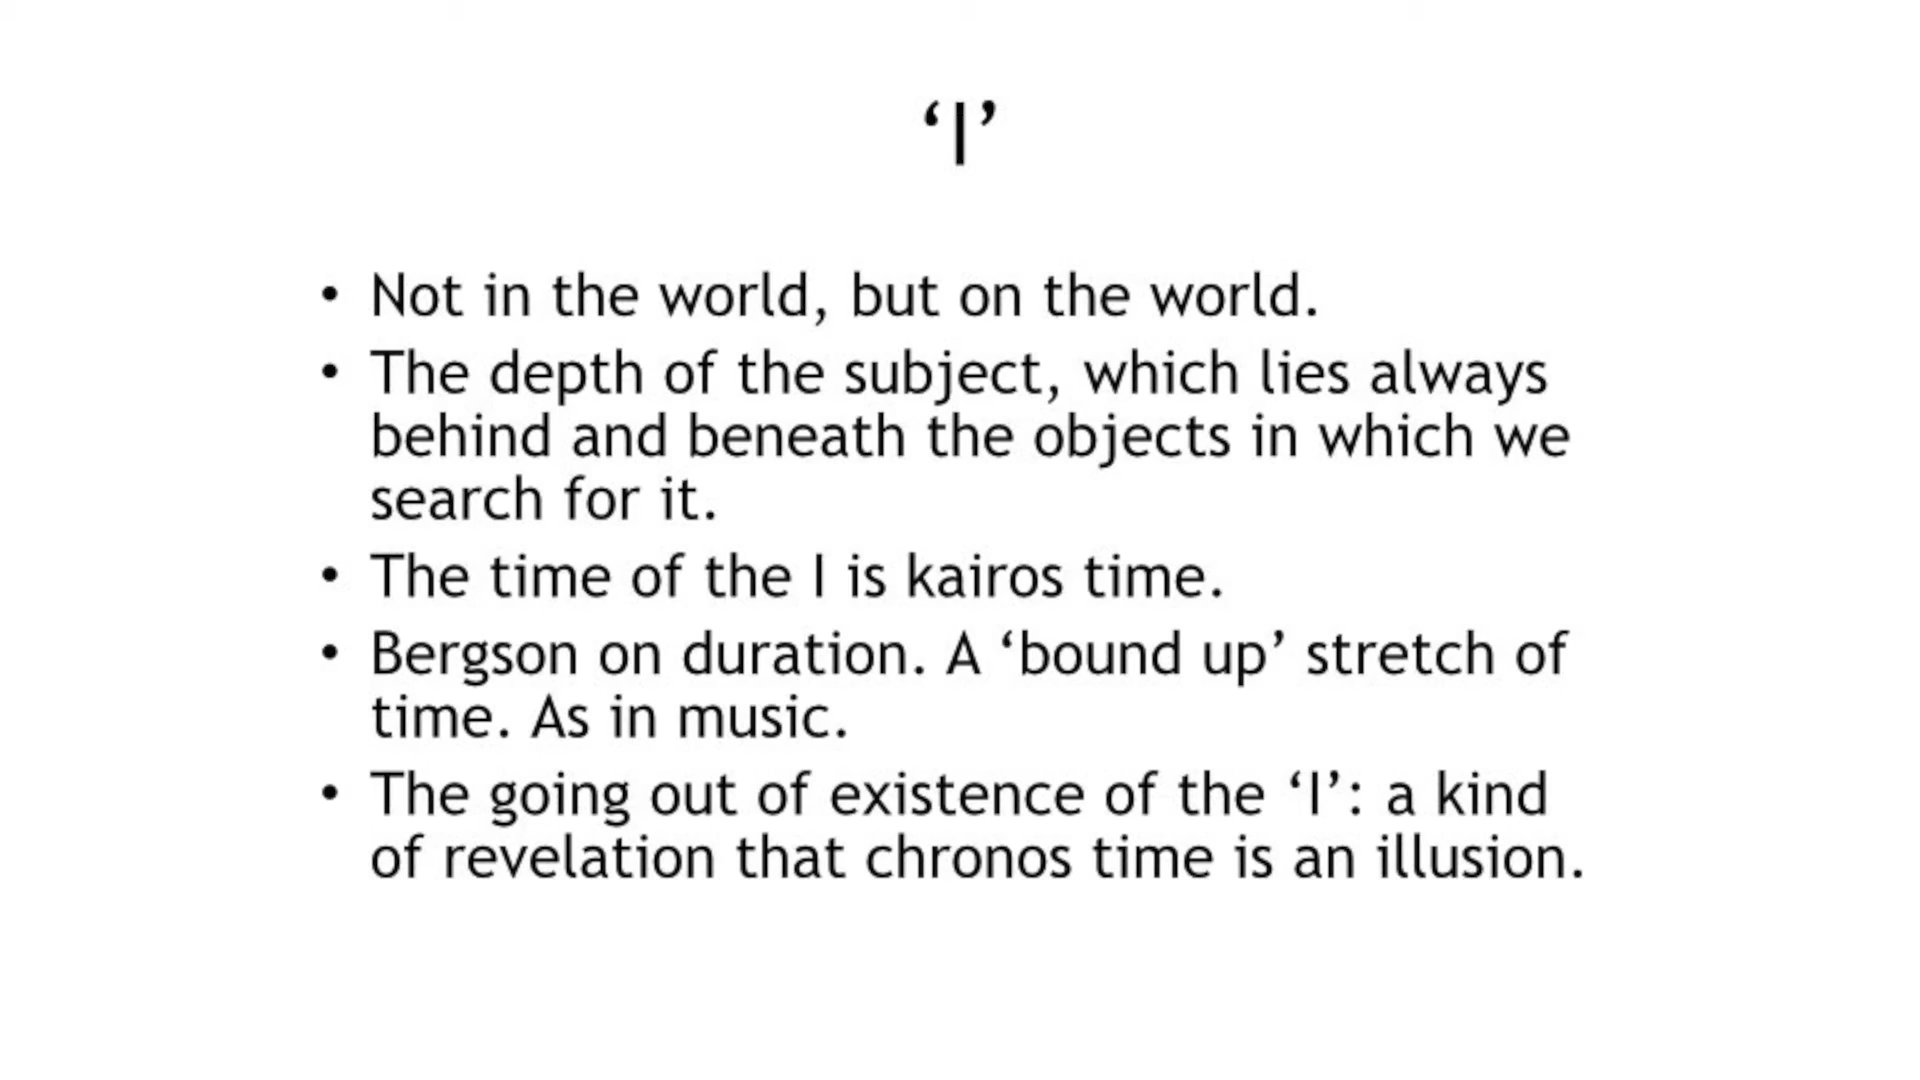 ‘I’
• Not in the world, but on the world.
• The depth of the subject, which lies always
behind and beneath the objects in which we
search for it.
• The time of the I is kairos time.
• Bergson on duration. A ‘bound up’ stretch of
time. As in music.
• The going out of existence of the ‘I’: a kind
of revelation that chronos time is an illusion.